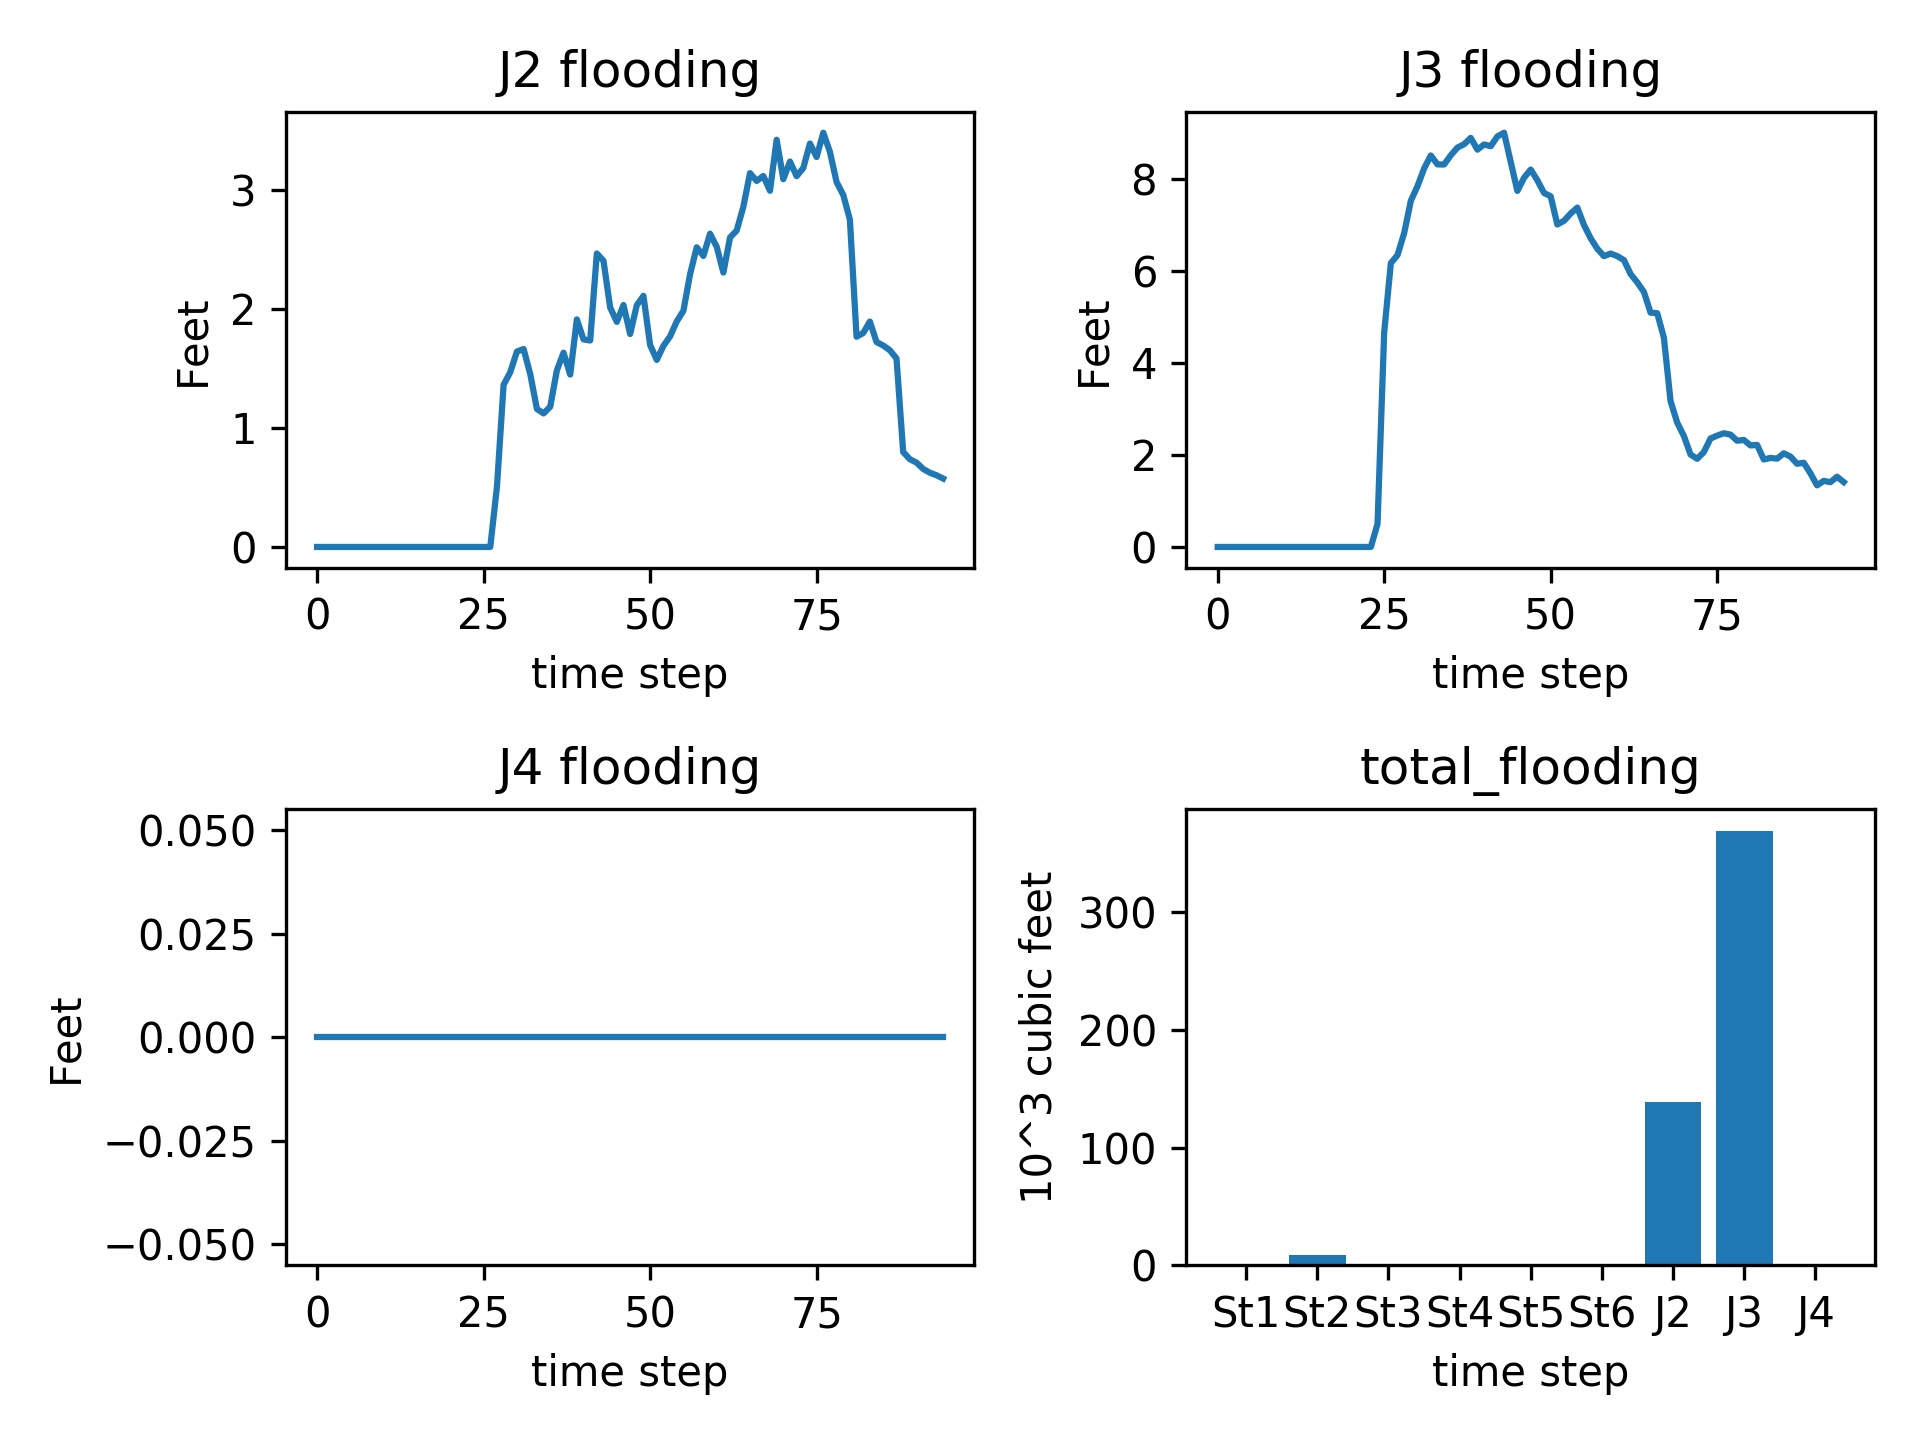 J2 flooding
Feet
3
2
1
0
0 25 50 75
time step
J3 flooding
Feet
8
6
4
2
0
0 25 50 75
time step
J4 flooding
Feet
0.050
0.025
0.000
−0.025
−0.050
0 25 50 75
time step
total_flooding
10^3 cubic feet
300
200
100
0
St1 St2 St3 St4 St5 St6 J2 J3 J4
time step